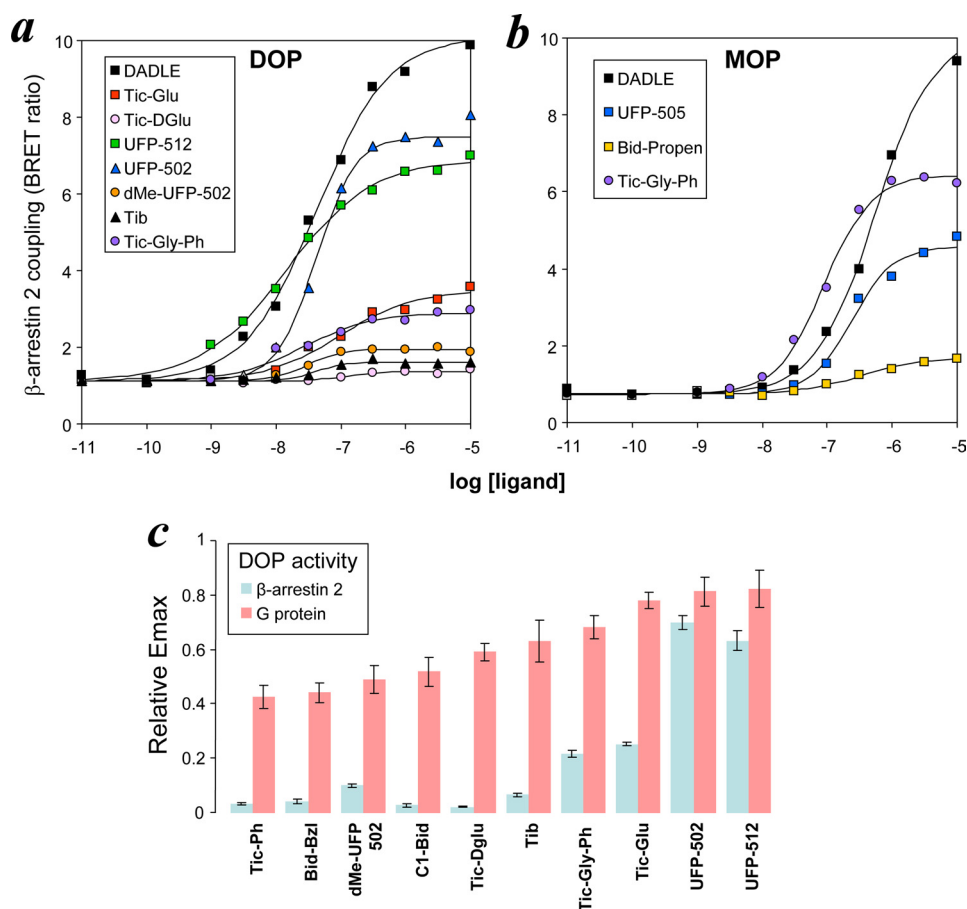 a
DOP
DADLE
Tic-Glu
Tic-DGlu
UFP-512
UFP-502
dMe-UFP-502
Tib
Tic-Gly-Ph
β-arrestin 2 coupling (BRET ratio)
10
8
6
4
2
0
-11 -10 -9 -8 -7 -6 -5
b
MOP
DADLE
UFP-505
Bid-Propen
Tic-Gly-Ph
10
8
6
4
2
0
-11 -10 -9 -8 -7 -6 -5
log [ligand]
c
DOP activity
β-arrestin 2
G protein
Relative Emax
1
0.8
0.6
0.4
0.2
0
Tic-Ph
Bid-Bzl
dMe-UFP
502
C1-Bid
Tic-Dglu
Tib
Tic-Gly-Ph
Tic-Glu
UFP-502
UFP-512